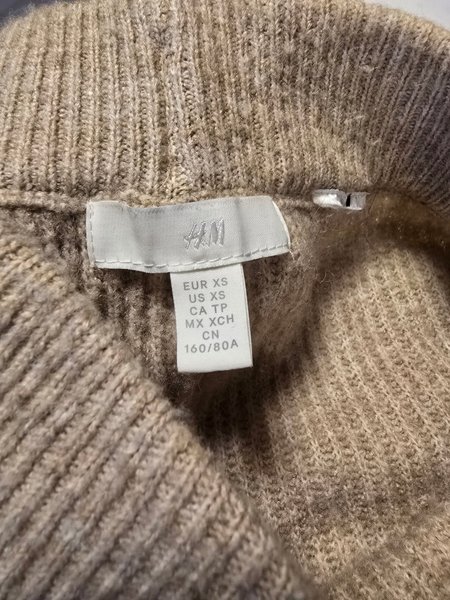 H&M
EUR XS
US XS
CA TP
MX XCH
CN
160/80A